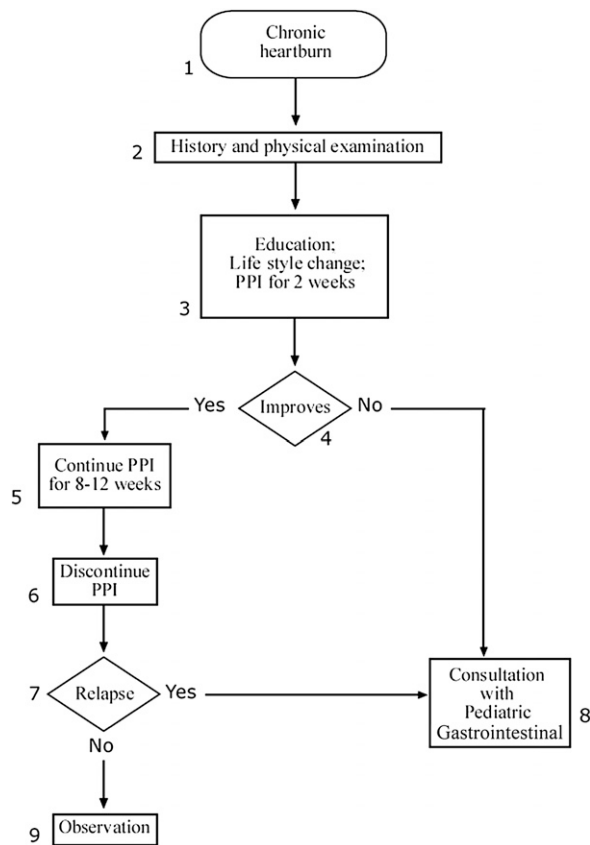 Chronic
heartburn
1
2
History and physical examination
Education;
Life style change;
PPI for 2 weeks
3
Yes
Improves
No
4
Continue PPI
for 8-12 weeks
5
Discontinue
PPI
6
7
Relapse
Yes
Consultation
with
Pediatric
Gastrointestinal
8
No
9
Observation